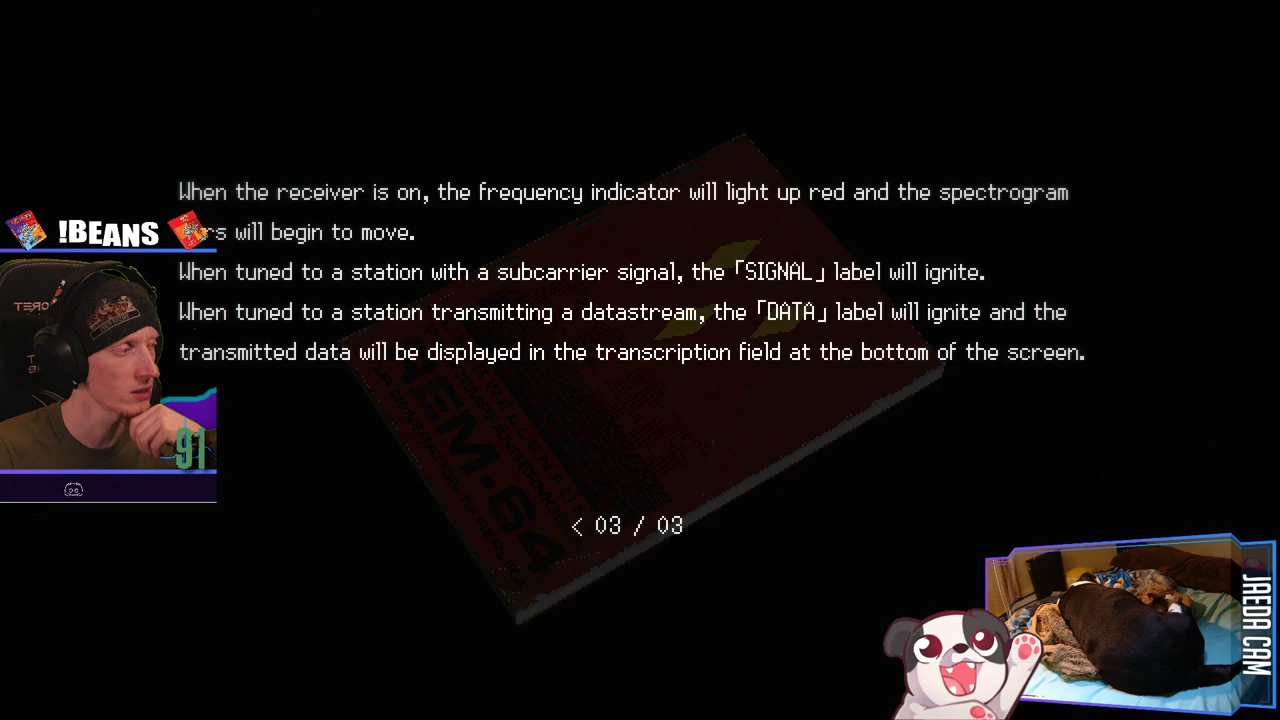 When the receiver is on, the frequency indicator will light up red and the spectrogram
rs will begin to move.
When tuned to a station with a subcarrier signal, the「SIGNAL」label will ignite.
When tuned to a station transmitting a datastream, the「DATA」label will ignite and the
transmitted data will be displayed in the transcription field at the bottom of the screen.
!BEANS
91
< 03 / 03
JAEDA CAM